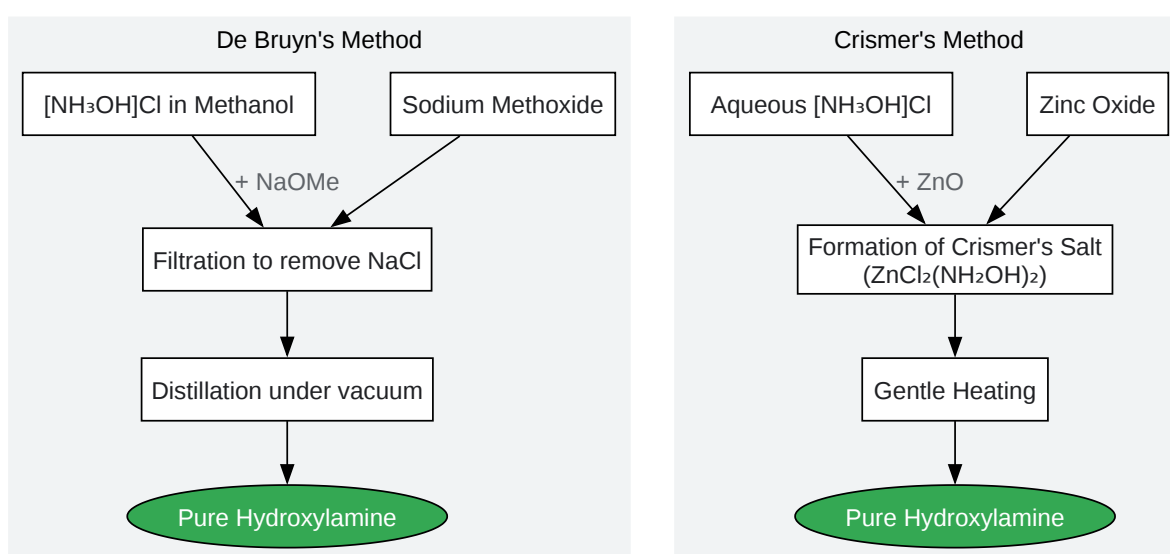 De Bruyn's Method
[NH₃OH]Cl in Methanol
Sodium Methoxide
+ NaOMe
Filtration to remove NaCl
Distillation under vacuum
Pure Hydroxylamine
Crismer's Method
Aqueous [NH₃OH]Cl
Zinc Oxide
+ ZnO
Formation of Crismer's Salt
(ZnCl₂(NH₂OH)₂)
Gentle Heating
Pure Hydroxylamine